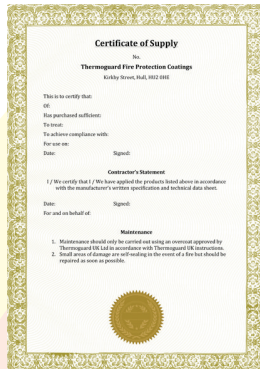 Certificate of Supply
No.
Thermoguard Fire Protection Coatings
Kirkby Street, Hull, HU2 0HE
This is to certify that:
Of:
Has purchased sufficient:
To treat:
To achieve compliance with:
For use on:
Date: Signed:
Contractor's Statement
I / We certify that I / We have applied the products listed above in accordance
with the manufacturer's written specification and technical data sheet.
Date: Signed:
For and on behalf of:
Maintenance
1. Maintenance should only be carried out using an overcoat approved by
Thermoguard UK Ltd in accordance with Thermoguard UK instructions.
2. Small areas of damage are self-sealing in the event of a fire but should be
repaired as soon as possible.